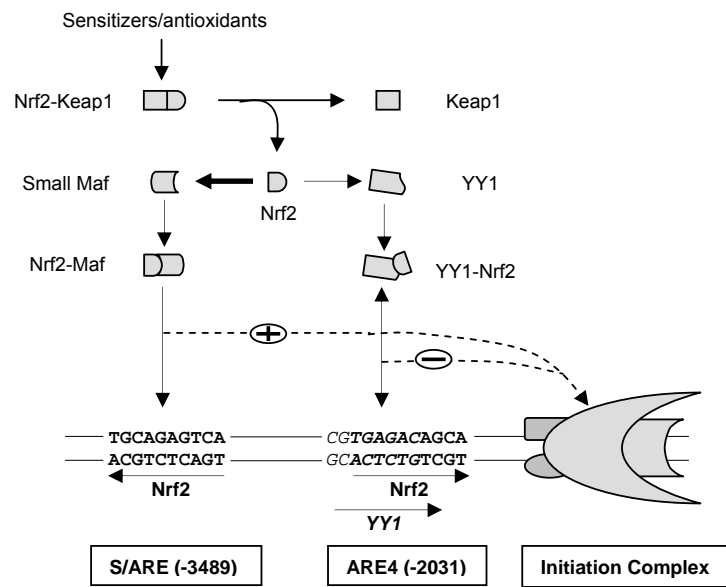 Sensitizers/antioxidants
Nrf2-Keap1
Keap1
Small Maf
Nrf2
YY1
Nrf2-Maf
YY1-Nrf2
+
−
TGCAGAGTCA
CGTGAGACAGCA
ACGTCTCAGT
GCACTCTGTCGT
Nrf2
Nrf2
YY1
S/ARE (-3489)
ARE4 (-2031)
Initiation Complex